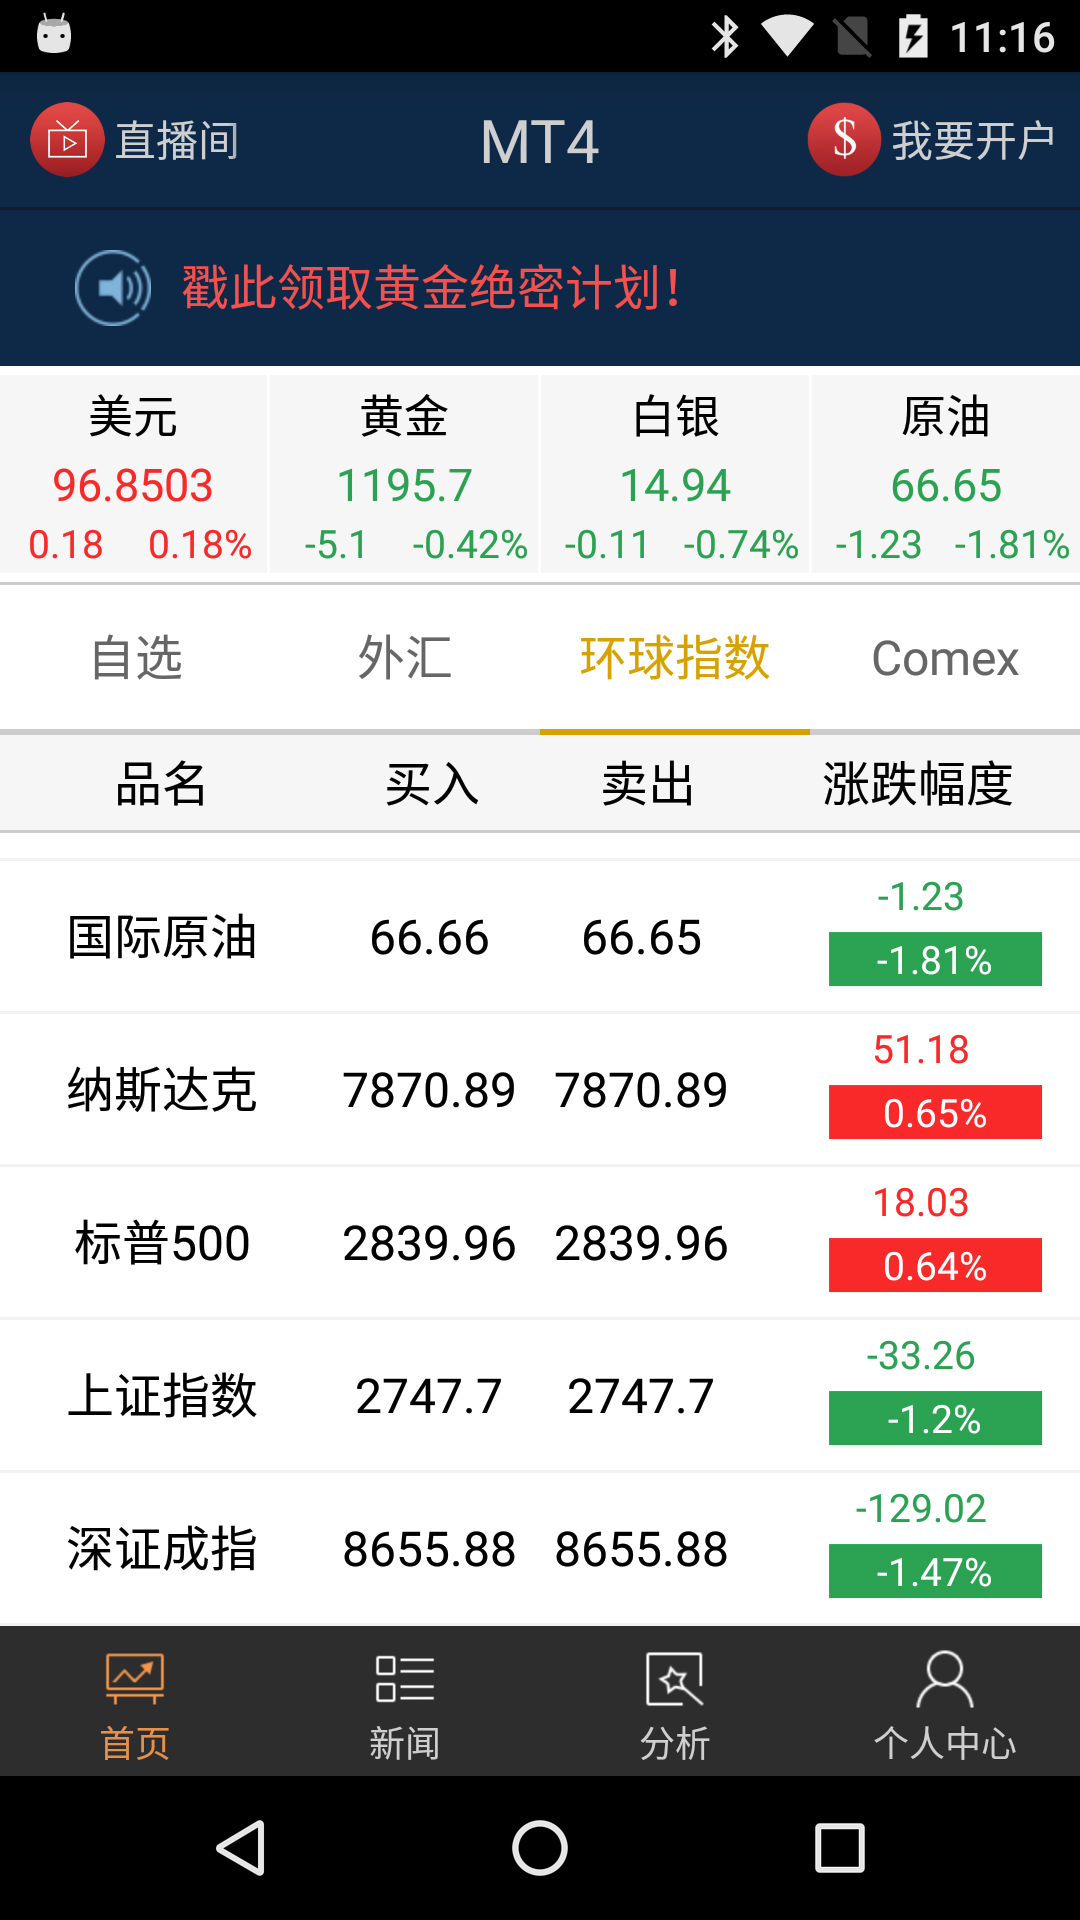 11:16
直播间 MT4 $ 我要开户
戳此领取黄金绝密计划！
美元 黄金 白银 原油
96.8503 1195.7 14.94 66.65
0.18 0.18% -5.1 -0.42% -0.11 -0.74% -1.23 -1.81%
自选 外汇 环球指数 Comex
品名 买入 卖出 涨跌幅度
-1.23
国际原油 66.66 66.65
-1.81%
51.18
纳斯达克 7870.89 7870.89
0.65%
18.03
标普500 2839.96 2839.96
0.64%
-33.26
上证指数 2747.7 2747.7
-1.2%
-129.02
深证成指 8655.88 8655.88
-1.47%
首页 新闻 分析 个人中心